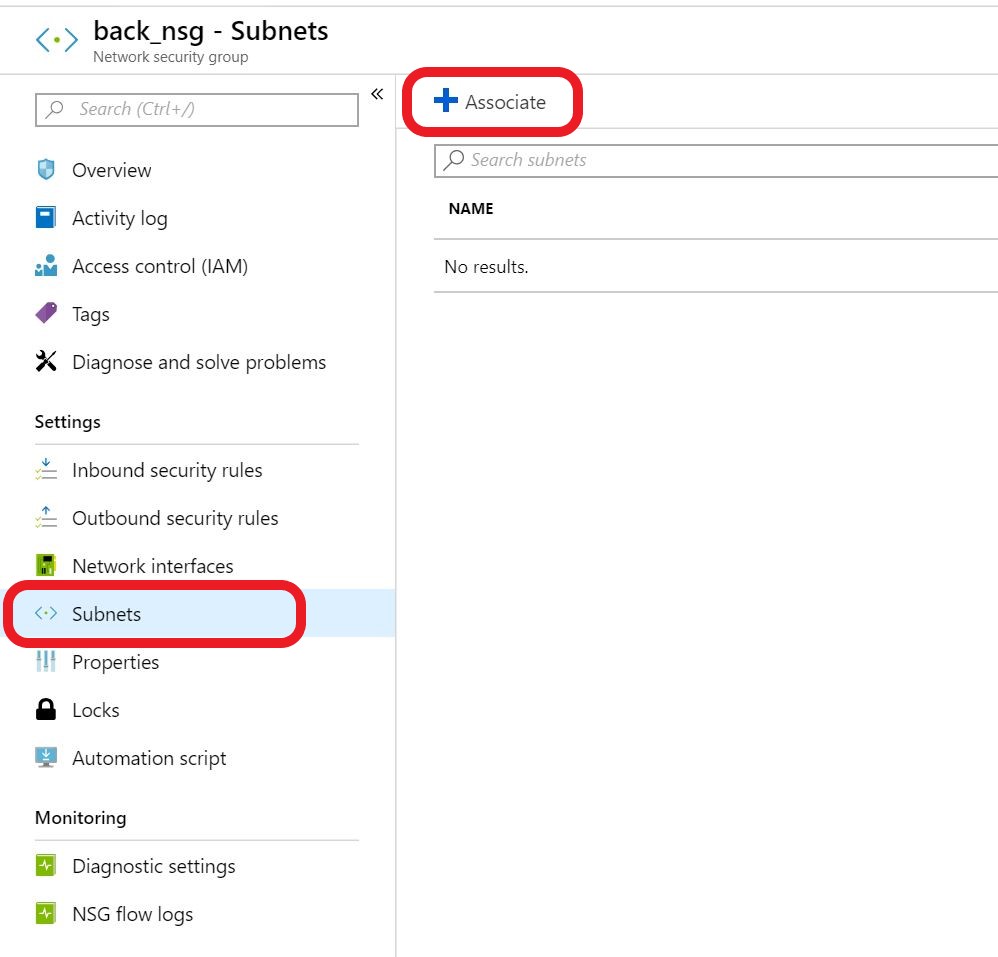 back_nsg - Subnets
Network security group
Search (Ctrl+/)
«
Overview
Activity log
Access control (IAM)
Tags
Diagnose and solve problems
Settings
Inbound security rules
Outbound security rules
Network interfaces
Subnets
Properties
Locks
Automation script
Monitoring
Diagnostic settings
NSG flow logs
Associate
Search subnets
NAME
No results.